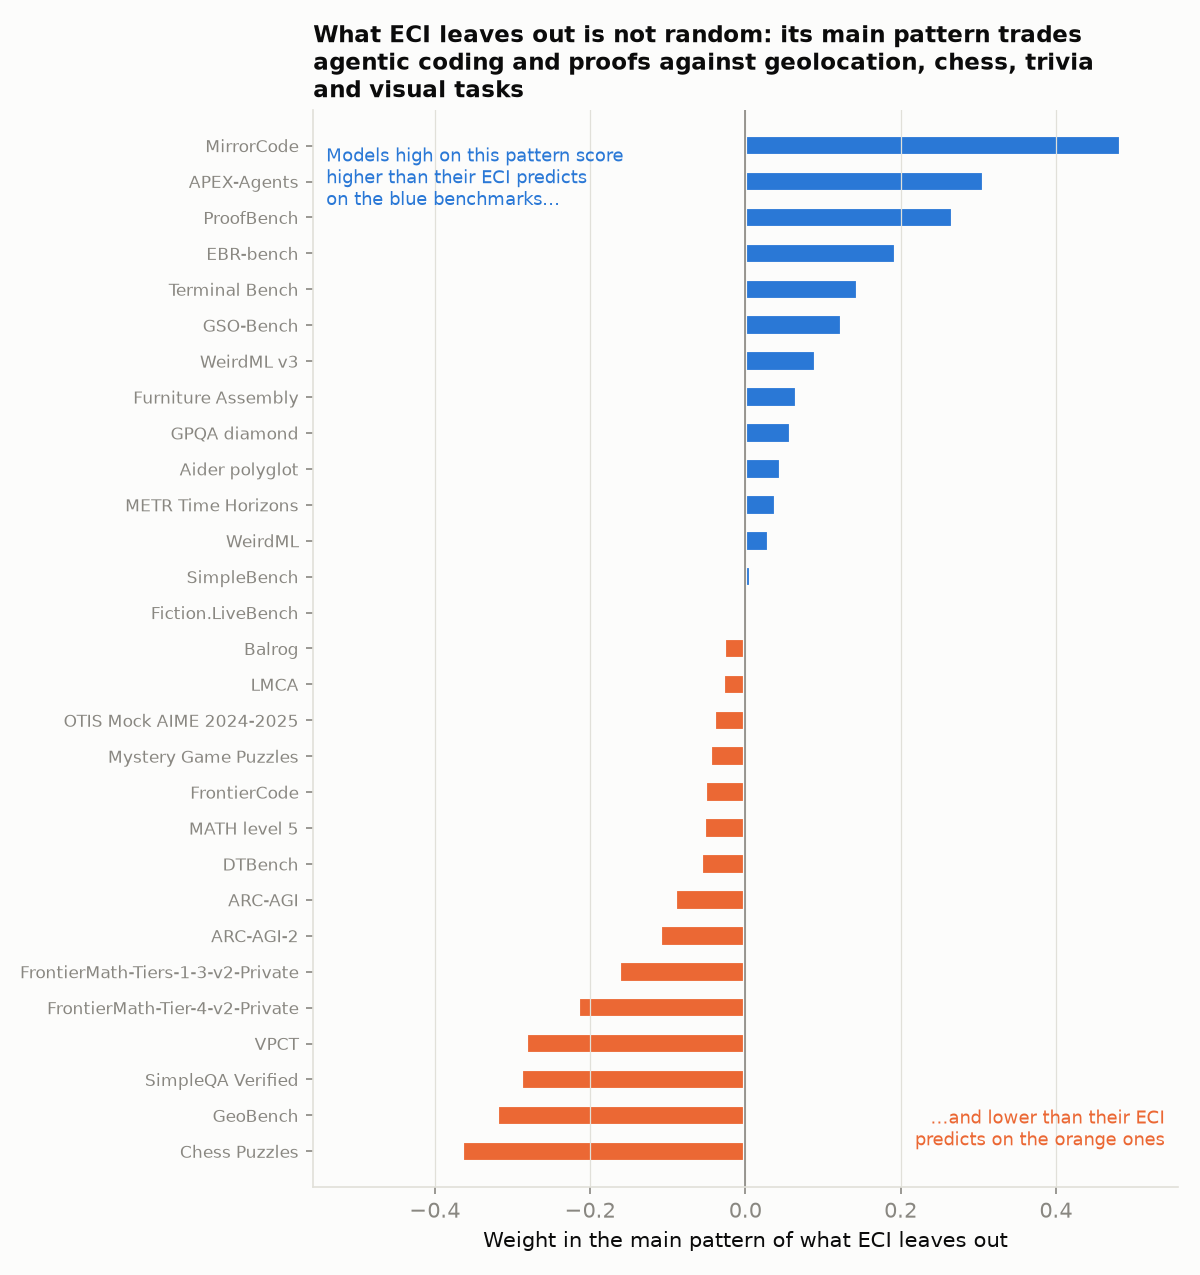 What ECI leaves out is not random: its main pattern trades
agentic coding and proofs against geolocation, chess, trivia
and visual tasks
Models high on this pattern score
higher than their ECI predicts
on the blue benchmarks...
MirrorCode
APEX-Agents
ProofBench
EBR-bench
Terminal Bench
GSO-Bench
WeirdML v3
Furniture Assembly
GPQA diamond
Aider polyglot
METR Time Horizons
WeirdML
SimpleBench
Fiction.LiveBench
Balrog
LMCA
OTIS Mock AIME 2024-2025
Mystery Game Puzzles
FrontierCode
MATH level 5
DTBench
ARC-AGI
ARC-AGI-2
FrontierMath-Tiers-1-3-v2-Private
FrontierMath-Tier-4-v2-Private
VPCT
SimpleQA Verified
GeoBench
Chess Puzzles
...and lower than their ECI
predicts on the orange ones
−0.4 −0.2 0.0 0.2 0.4
Weight in the main pattern of what ECI leaves out